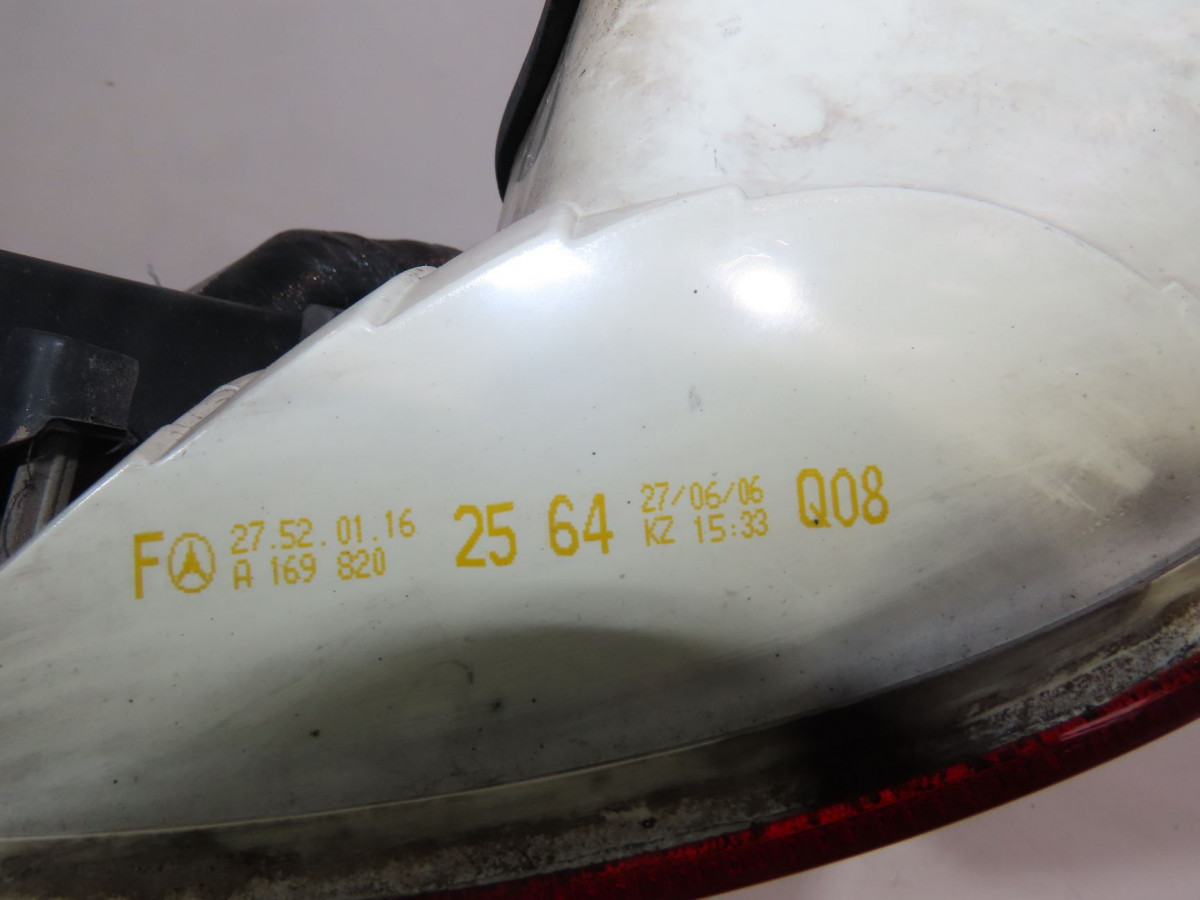 F 27.52.01.16 25 64 27/06/06 Q08
A 169 820 KZ 15:33